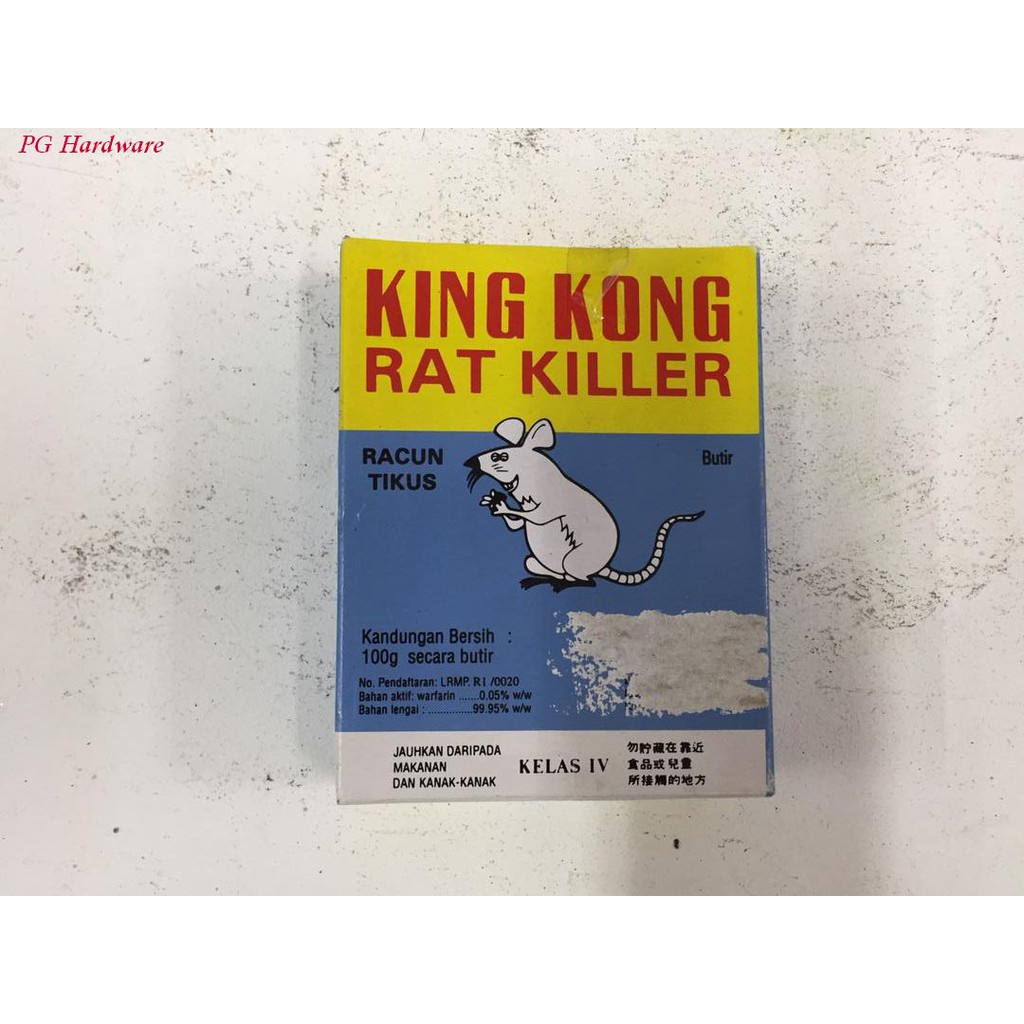 PG Hardware
KING KONG
RAT KILLER
RACUN
TIKUS
Butir
Kandungan Bersih :
100g secara butir
No. Pendaftaran: LRMP. R1 /0020
Bahan aktif: warfarin .......0.05% w/w
Bahan lengai : ...............99.95% w/w
JAUHKAN DARIPADA
MAKANAN
DAN KANAK-KANAK
KELAS IV
勿貯藏在靠近
食品或兒童
所接觸的地方